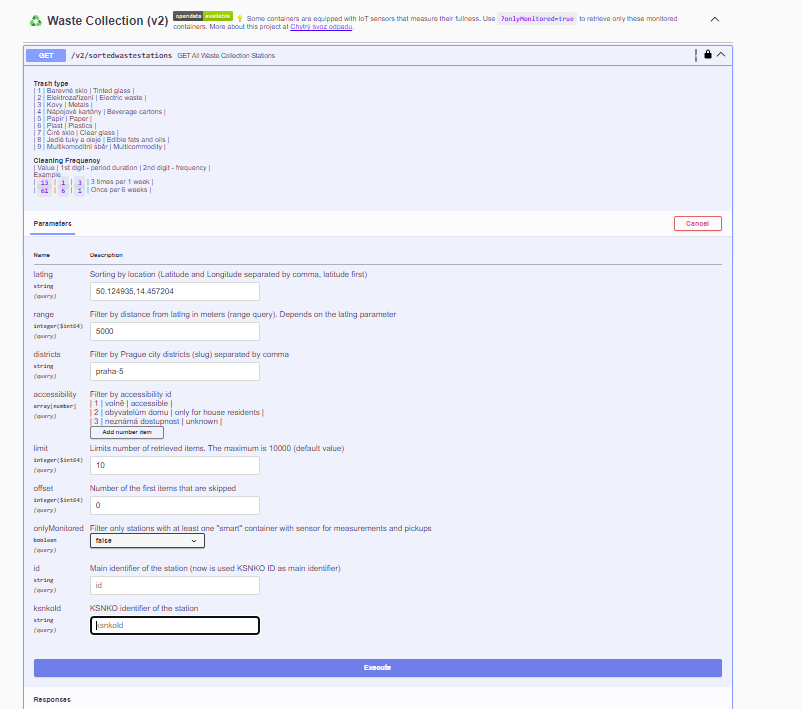 Waste Collection (v2) opendata available 💡 Some containers are equipped with IoT sensors that measure their fullness. Use ?onlyMonitored=true to retrieve only these monitored
containers. More about this project at Chytrý svoz odpadu.
GET /v2/sortedwastestations GET All Waste Collection Stations
Trash type
| 1 | Barevné sklo | Tinted glass |
| 2 | Elektrozařízení | Electric waste |
| 3 | Kovy | Metals |
| 4 | Nápojové kartóny | Beverage cartons |
| 5 | Papír | Paper |
| 6 | Plast | Plastics |
| 7 | Čiré sklo | Clear glass |
| 8 | Jedlé tuky a oleje | Edible fats and oils |
| 9 | Multikomoditní sběr | Multicommodity |
Cleaning Frequency
| Value | 1st digit - period duration | 2nd digit - frequency |
Example
| 13 | 1 | 3 | 3 times per 1 week |
| 61 | 6 | 1 | Once per 6 weeks |
Parameters
Cancel
Name Description
latlng Sorting by location (Latitude and Longitude separated by comma, latitude first)
string
(query)
50.124935,14.457204
range Filter by distance from latlng in meters (range query). Depends on the latlng parameter
integer($int64)
(query)
5000
districts Filter by Prague city districts (slug) separated by comma
string
(query)
praha-5
accessibility Filter by accessibility id
array[number]
(query)
| 1 | volně | accessible |
| 2 | obyvatelům domu | only for house residents |
| 3 | neznámá dostupnost | unknown |
Add number item
limit Limits number of retrieved items. The maximum is 10000 (default value)
integer($int64)
(query)
10
offset Number of the first items that are skipped
integer($int64)
(query)
0
onlyMonitored Filter only stations with at least one "smart" container with sensor for measurements and pickups
boolean
(query)
false
id Main identifier of the station (now is used KSNKO ID as main identifier)
string
(query)
id
ksnkoId KSNKO identifier of the station
string
(query)
ksnkoId
Execute
Responses